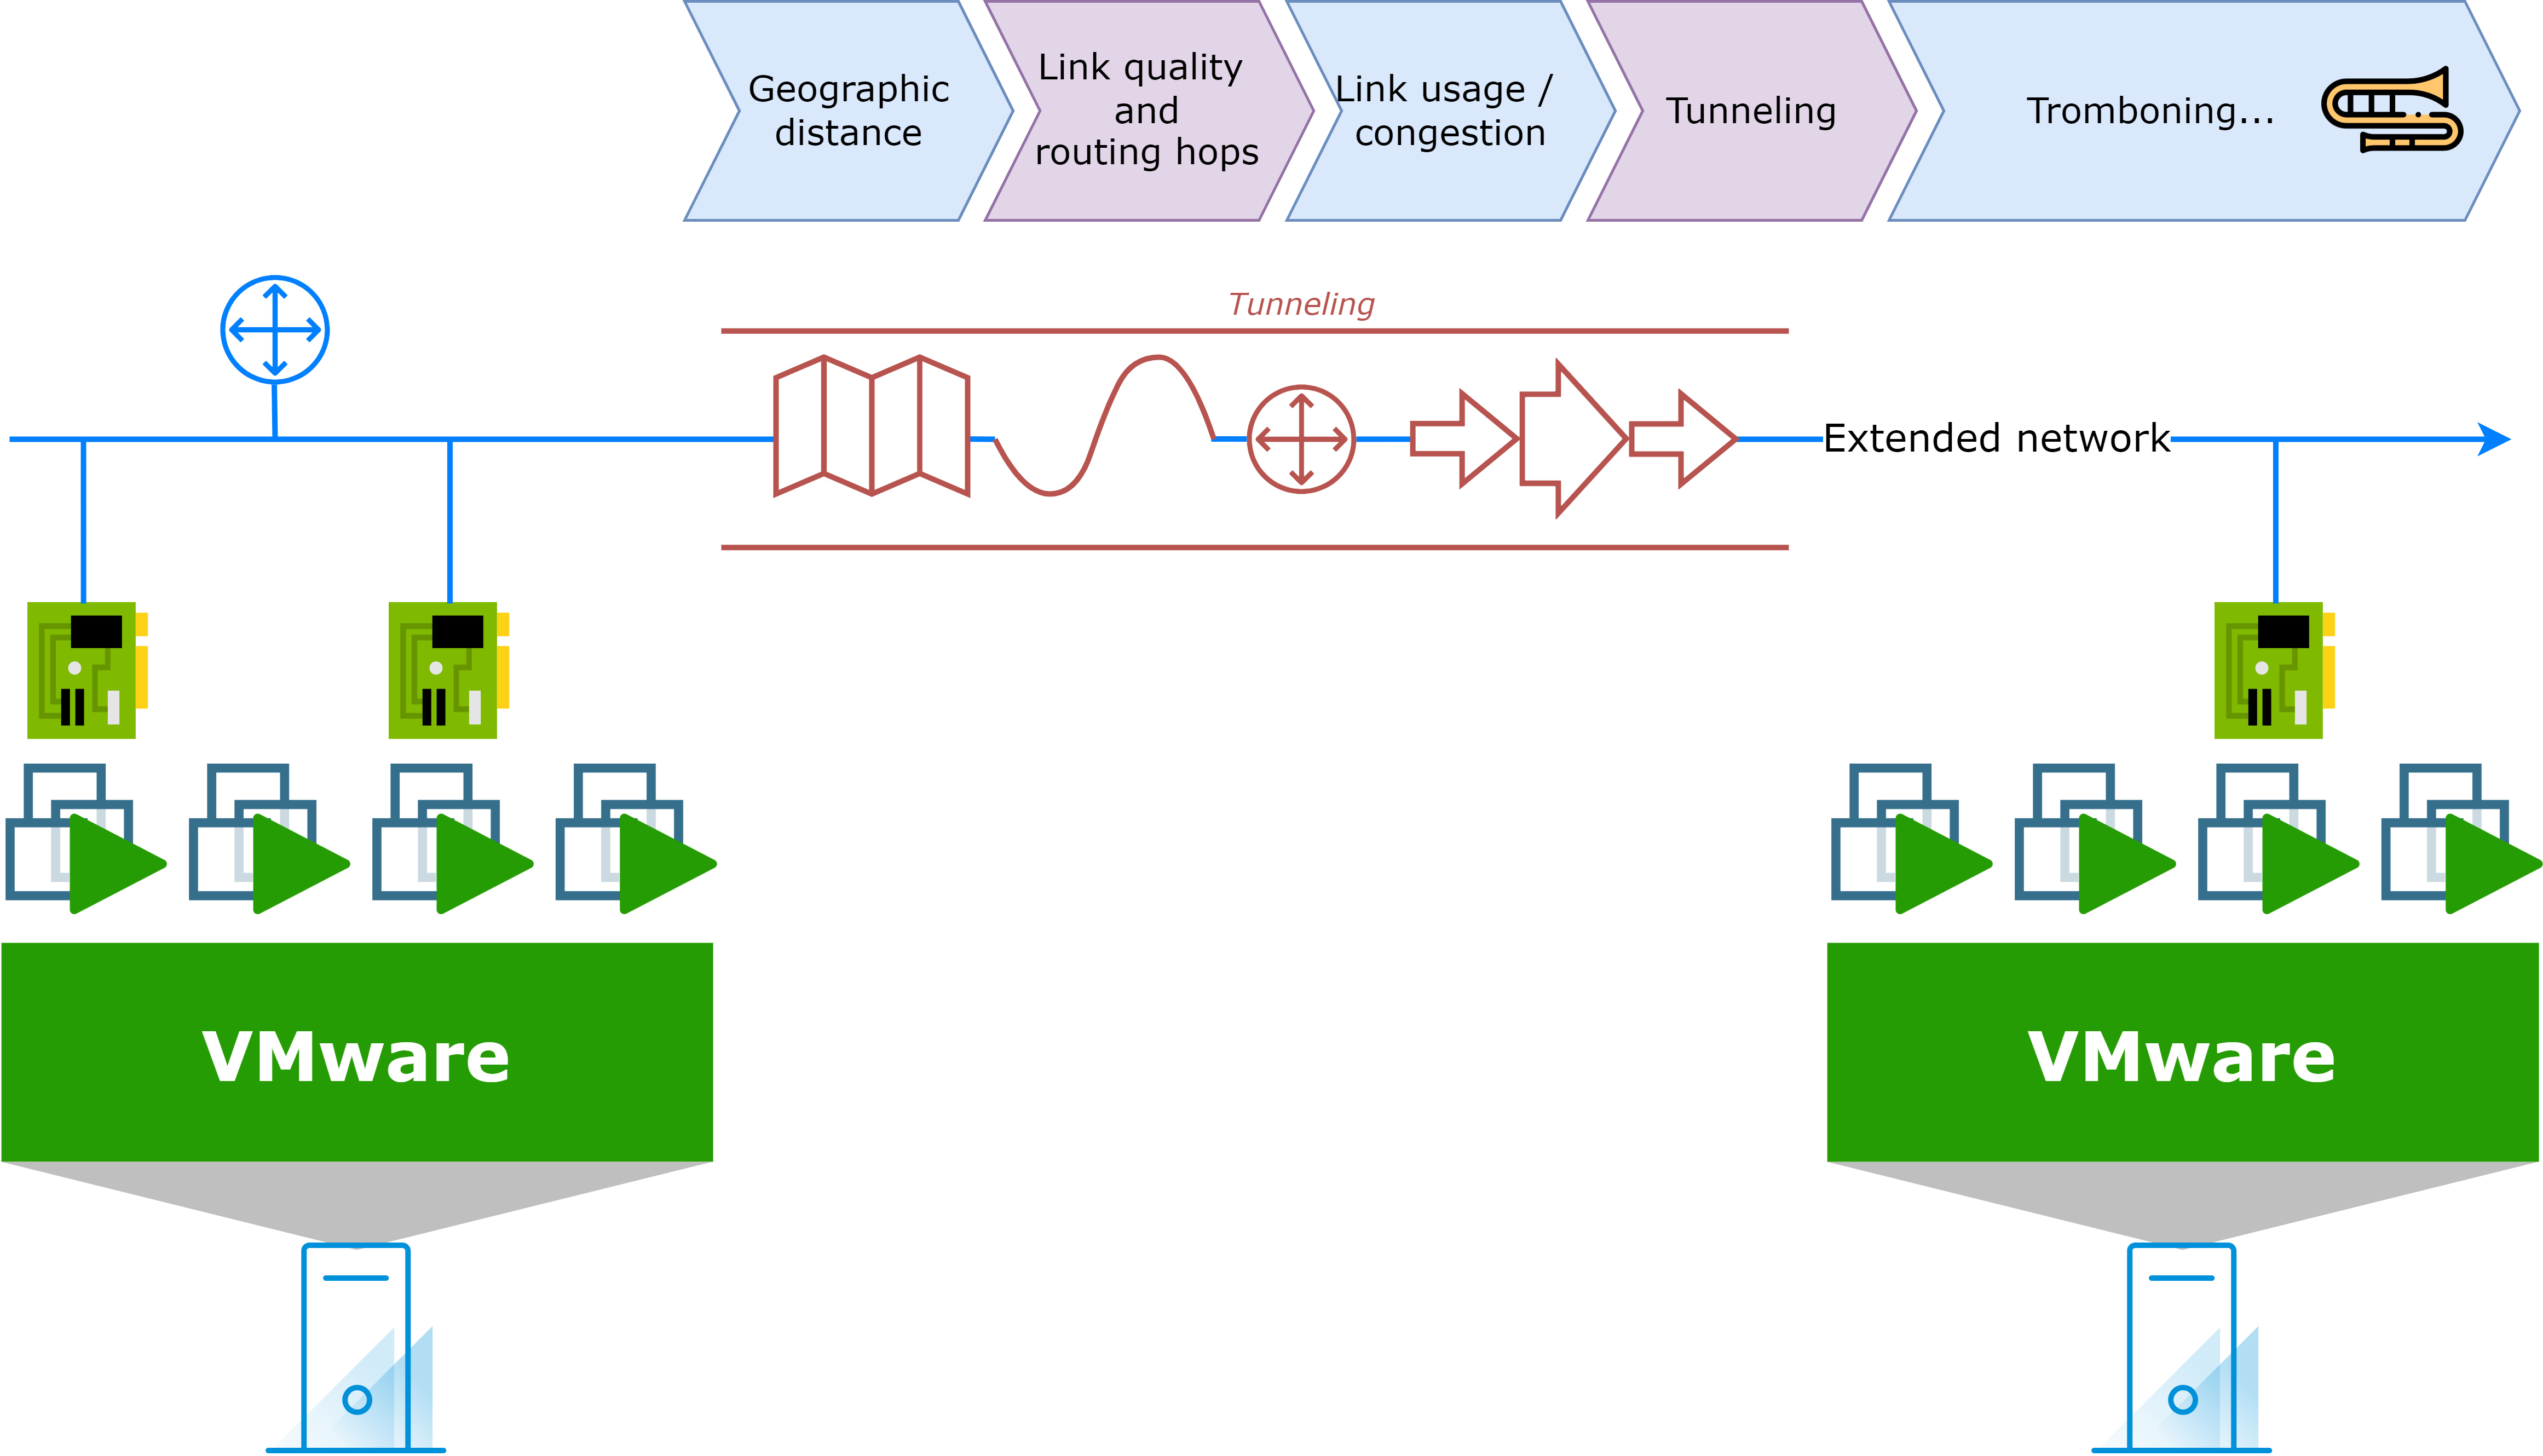 Geographic
distance
Link quality
and
routing hops
Link usage /
congestion
Tunneling
Tromboning...
Tunneling
Extended network
VMware
VMware